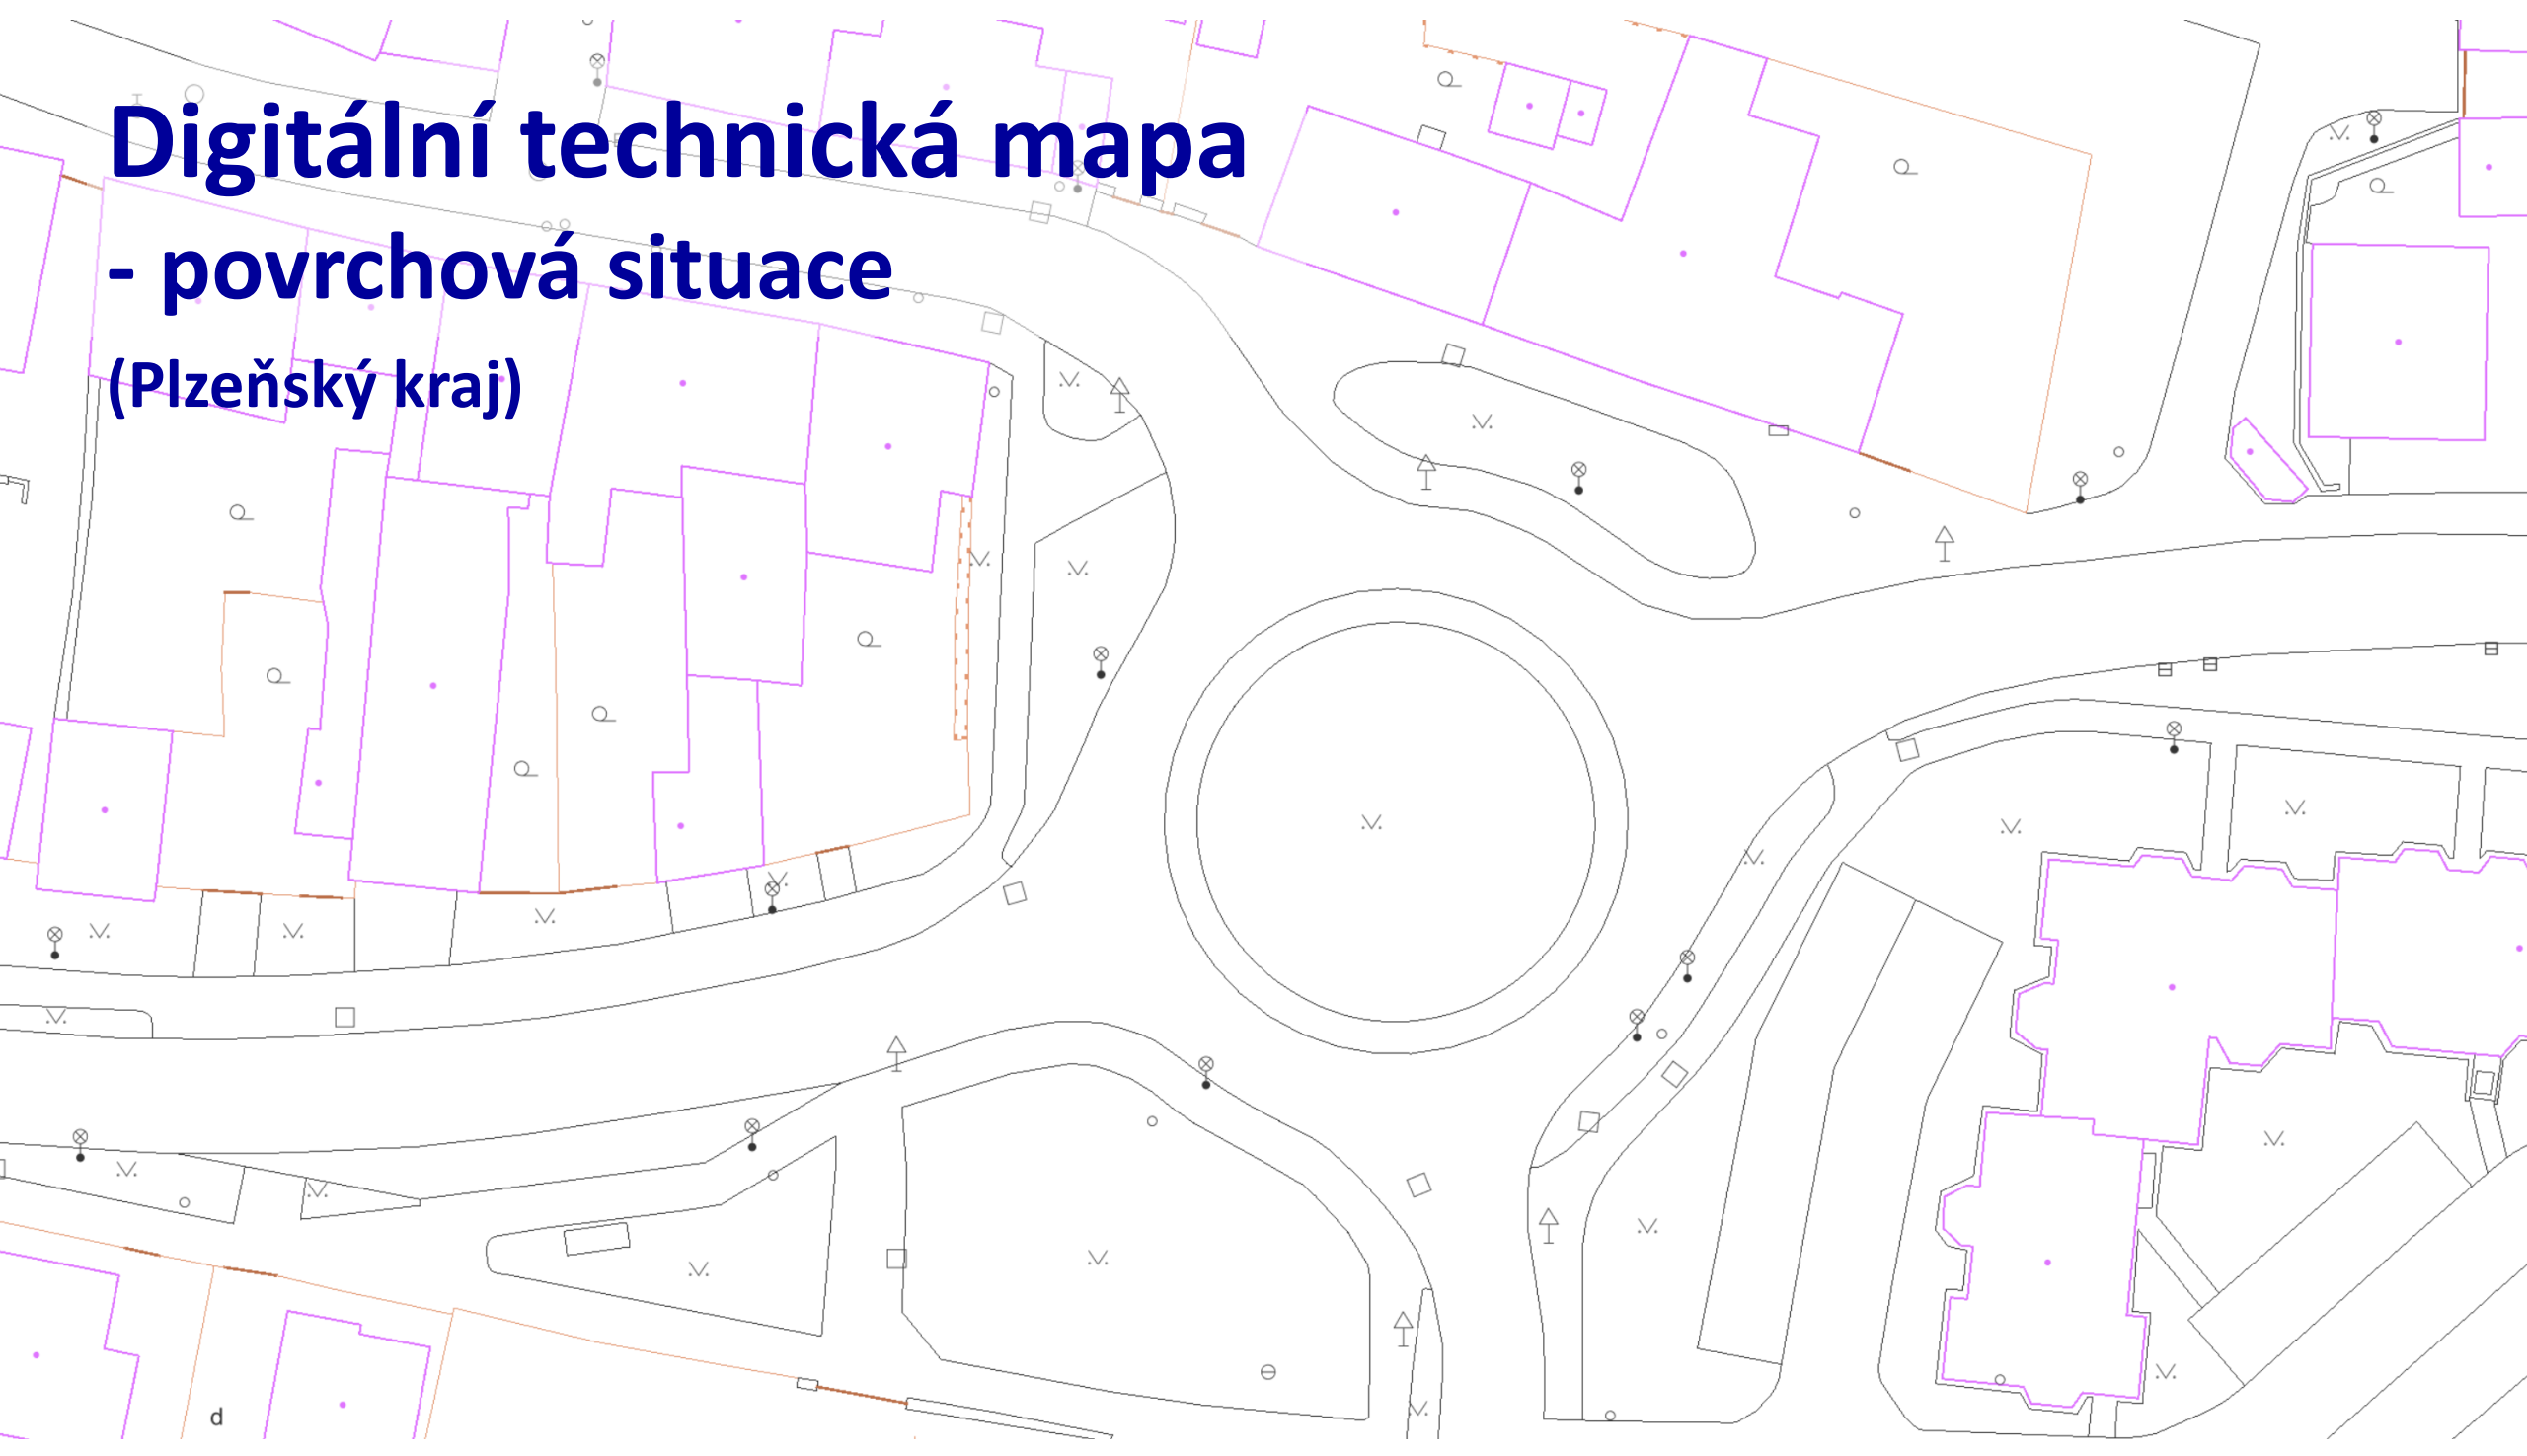 Digitální technická mapa
- povrchová situace
(Plzeňský kraj)
d